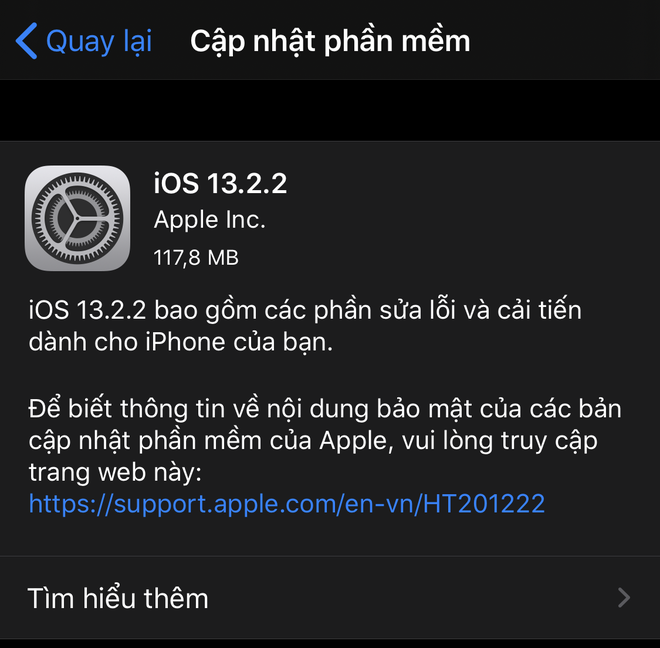 Quay lại
Cập nhật phần mềm
iOS 13.2.2
Apple Inc.
117,8 MB
iOS 13.2.2 bao gồm các phần sửa lỗi và cải tiến
dành cho iPhone của bạn.
Để biết thông tin về nội dung bảo mật của các bản
cập nhật phần mềm của Apple, vui lòng truy cập
trang web này:
https://support.apple.com/en-vn/HT201222
Tìm hiểu thêm